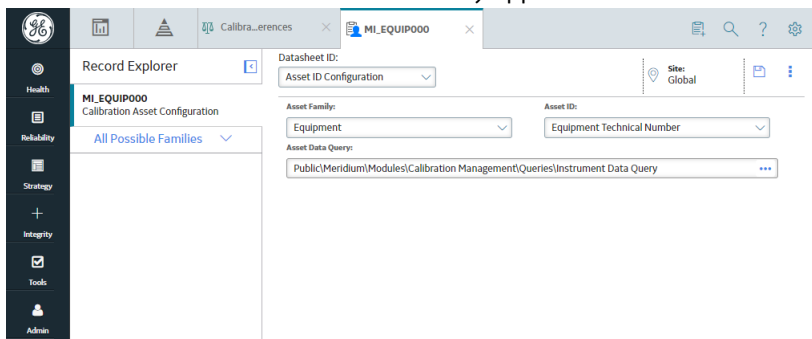 Calibra...erences
MI_EQUIP000
Health
Reliability
Strategy
Integrity
Tools
Admin
Record Explorer
MI_EQUIP000
Calibration Asset Configuration
All Possible Families
Datasheet ID:
Asset ID Configuration
Site:
Global
Asset Family:
Equipment
Asset ID:
Equipment Technical Number
Asset Data Query:
Public\Meridium\Modules\Calibration Management\Queries\Instrument Data Query